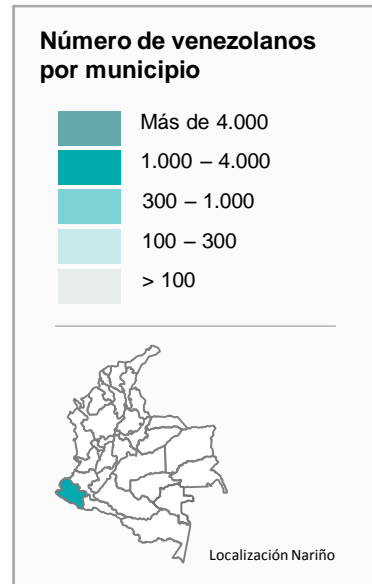 Número de venezolanos
por municipio
Más de 4.000
1.000 – 4.000
300 – 1.000
100 – 300
> 100
Localización Nariño